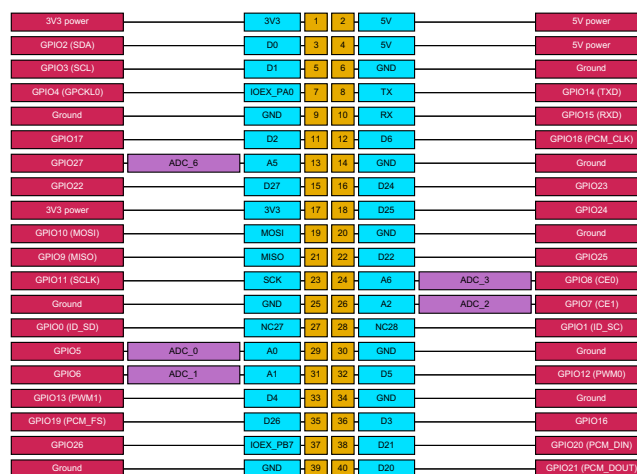 3V3 power 3V3 1 2 5V 5V power
GPIO2 (SDA) D0 3 4 5V 5V power
GPIO3 (SCL) D1 5 6 GND Ground
GPIO4 (GPCKL0) IOEX_PA0 7 8 TX GPIO14 (TXD)
Ground GND 9 10 RX GPIO15 (RXD)
GPIO17 D2 11 12 D6 GPIO18 (PCM_CLK)
GPIO27 ADC_6 A5 13 14 GND Ground
GPIO22 D27 15 16 D24 GPIO23
3V3 power 3V3 17 18 D25 GPIO24
GPIO10 (MOSI) MOSI 19 20 GND Ground
GPIO9 (MISO) MISO 21 22 D22 GPIO25
GPIO11 (SCLK) SCK 23 24 A6 ADC_3 GPIO8 (CE0)
Ground GND 25 26 A2 ADC_2 GPIO7 (CE1)
GPIO0 (ID_SD) NC27 27 28 NC28 GPIO1 (ID_SC)
GPIO5 ADC_0 A0 29 30 GND Ground
GPIO6 ADC_1 A1 31 32 D5 GPIO12 (PWM0)
GPIO13 (PWM1) D4 33 34 GND Ground
GPIO19 (PCM_FS) D26 35 36 D3 GPIO16
GPIO26 IOEX_PB7 37 38 D21 GPIO20 (PCM_DIN)
Ground GND 39 40 D20 GPIO21 (PCM_DOUT)